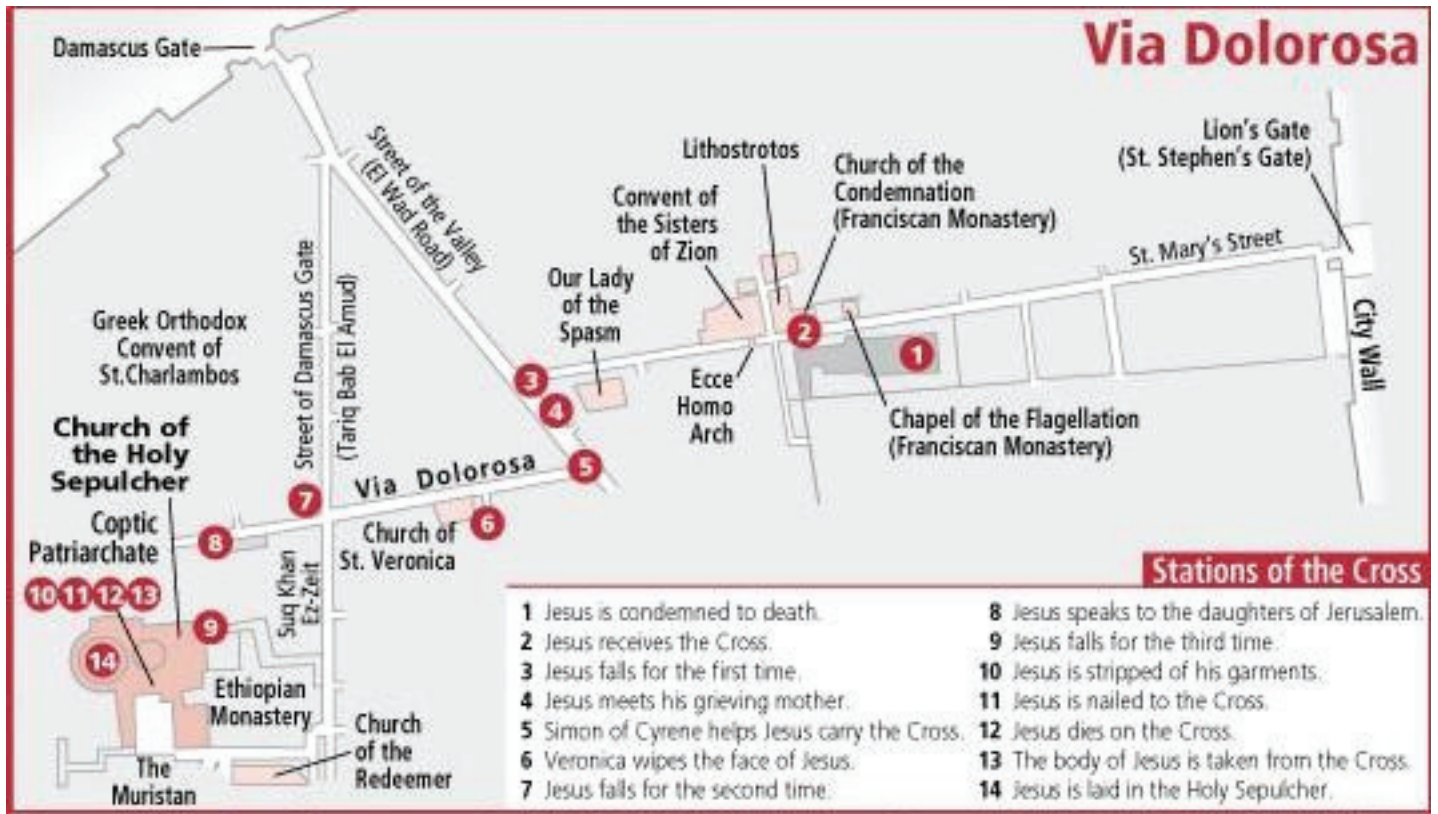 Via Dolorosa
Damascus Gate
Street of the Valley
(El Wad Road)
Lithostrotos
Church of the
Condemnation
(Franciscan Monastery)
Lion's Gate
(St. Stephen's Gate)
Convent of
the Sisters
of Zion
St. Mary's Street
Our Lady
of the
Spasm
City Wall
Greek Orthodox
Convent of
St.Charlambos
Street of Damascus Gate
(Tariq Bab El Amud)
2
1
3
4
Ecce
Homo
Arch
Chapel of the Flagellation
(Franciscan Monastery)
Church of
the Holy
Sepulcher
Via Dolorosa
5
7
6
8
Coptic
Patriarchate
Church of
St. Veronica
Suq Khan
Ez-Zeit
10 11 12 13
9
14
Ethiopian
Monastery
Church
of the
Redeemer
The
Muristan
Stations of the Cross
1 Jesus is condemned to death.
2 Jesus receives the Cross.
3 Jesus falls for the first time.
4 Jesus meets his grieving mother.
5 Simon of Cyrene helps Jesus carry the Cross.
6 Veronica wipes the face of Jesus.
7 Jesus falls for the second time.
8 Jesus speaks to the daughters of Jerusalem.
9 Jesus falls for the third time.
10 Jesus is stripped of his garments.
11 Jesus is nailed to the Cross.
12 Jesus dies on the Cross.
13 The body of Jesus is taken from the Cross.
14 Jesus is laid in the Holy Sepulcher.